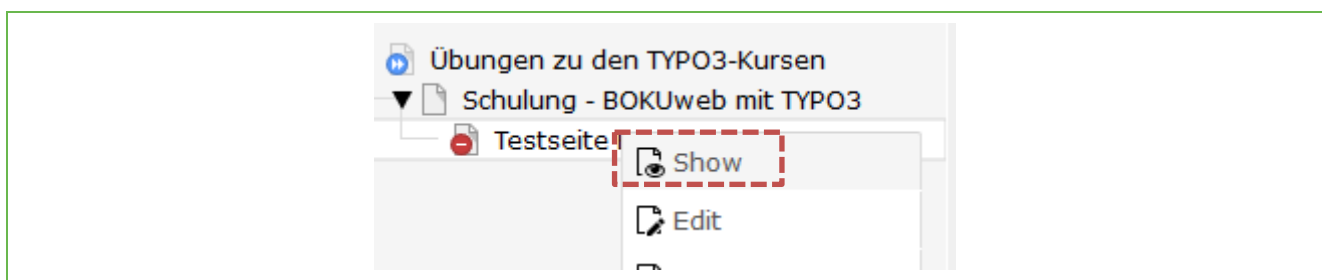 Übungen zu den TYPO3-Kursen
Schulung - BOKUweb mit TYPO3
Testseite
Show
Edit